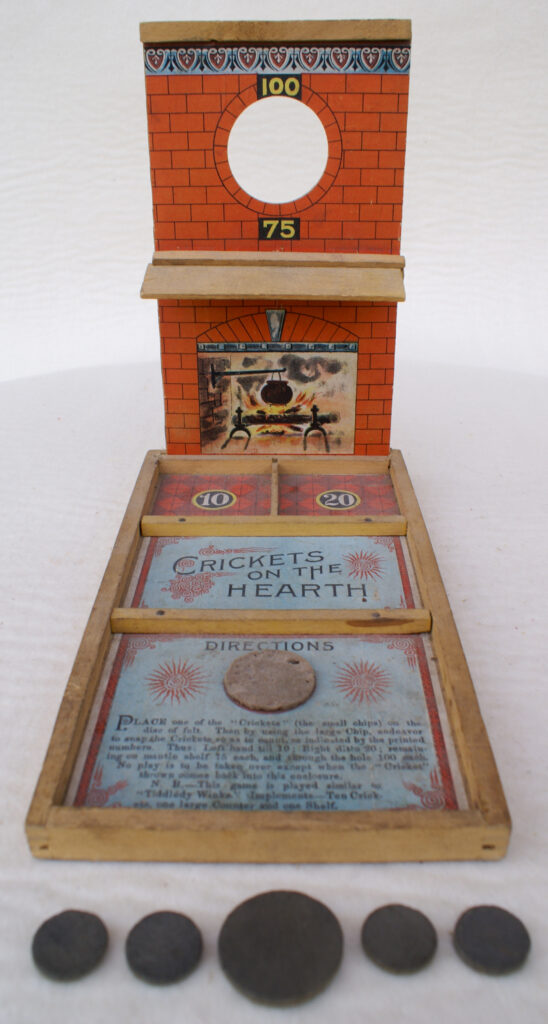 100
75
10 20
CRICKETS
ON THE
HEARTH
DIRECTIONS
PLACE one of the "Crickets" (the small chips) on the
disc of felt. Then by using the large Chip, endeavor
to snap the Crickets so as to count, as indicated by the printed
numbers. Thus. Left hand till 10; Right ditto 20; remain-
ing on mantle shelf 75 each, and through the hole 100 each.
No play is to be taken over except when the "Cricket"
thrown comes back into this enclosure.
N. B.—This game is played similar to
"Tiddledy Winks." Implements—Ten Crick-
ets, one large Counter and one Shelf.